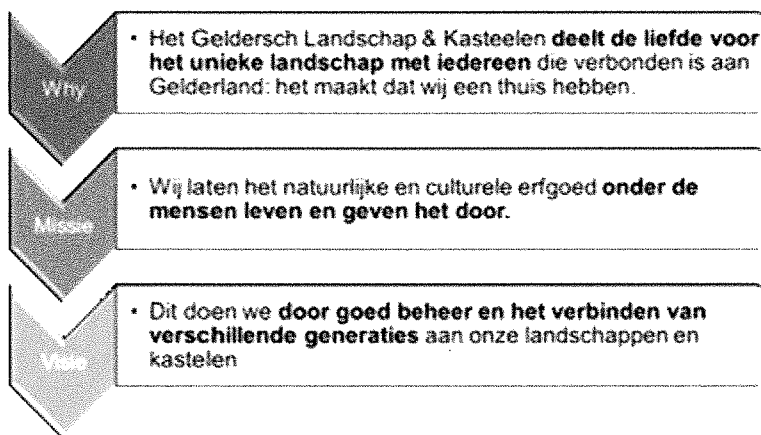 Why
• Het Geldersch Landschap & Kasteelen deelt de liefde voor
het unieke landschap met iedereen die verbonden is aan
Gelderland: het maakt dat wij een thuis hebben.
Missie
• Wij laten het natuurlijke en culturele erfgoed onder de
mensen leven en geven het door.
Visie
• Dit doen we door goed beheer en het verbinden van
verschillende generaties aan onze landschappen en
kastelen